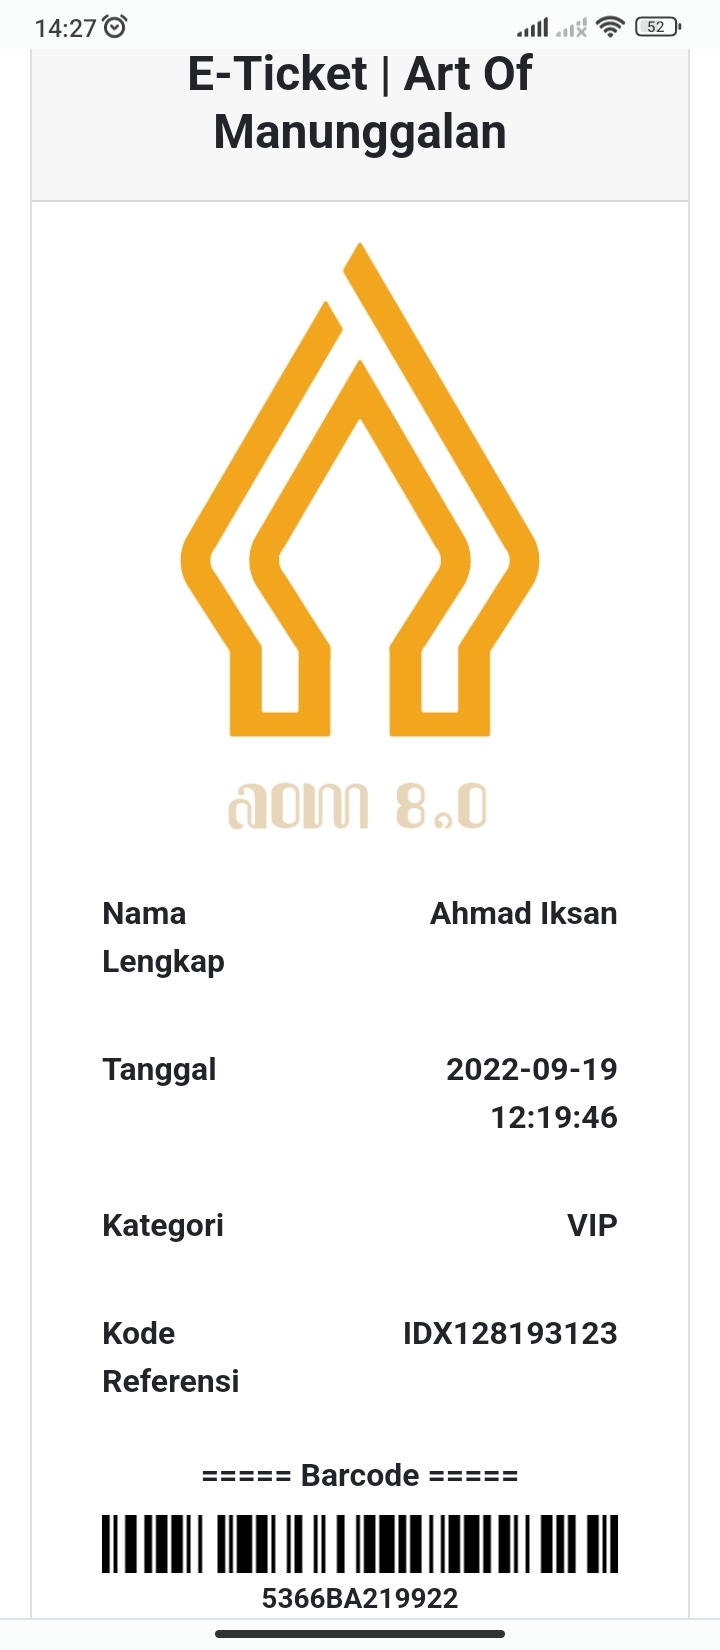 14:27
52
E-Ticket | Art Of
Manunggalan
aom 8.0
Nama Lengkap
Ahmad Iksan
Tanggal
2022-09-19
12:19:46
Kategori
VIP
Kode Referensi
IDX128193123
===== Barcode =====
5366BA219922